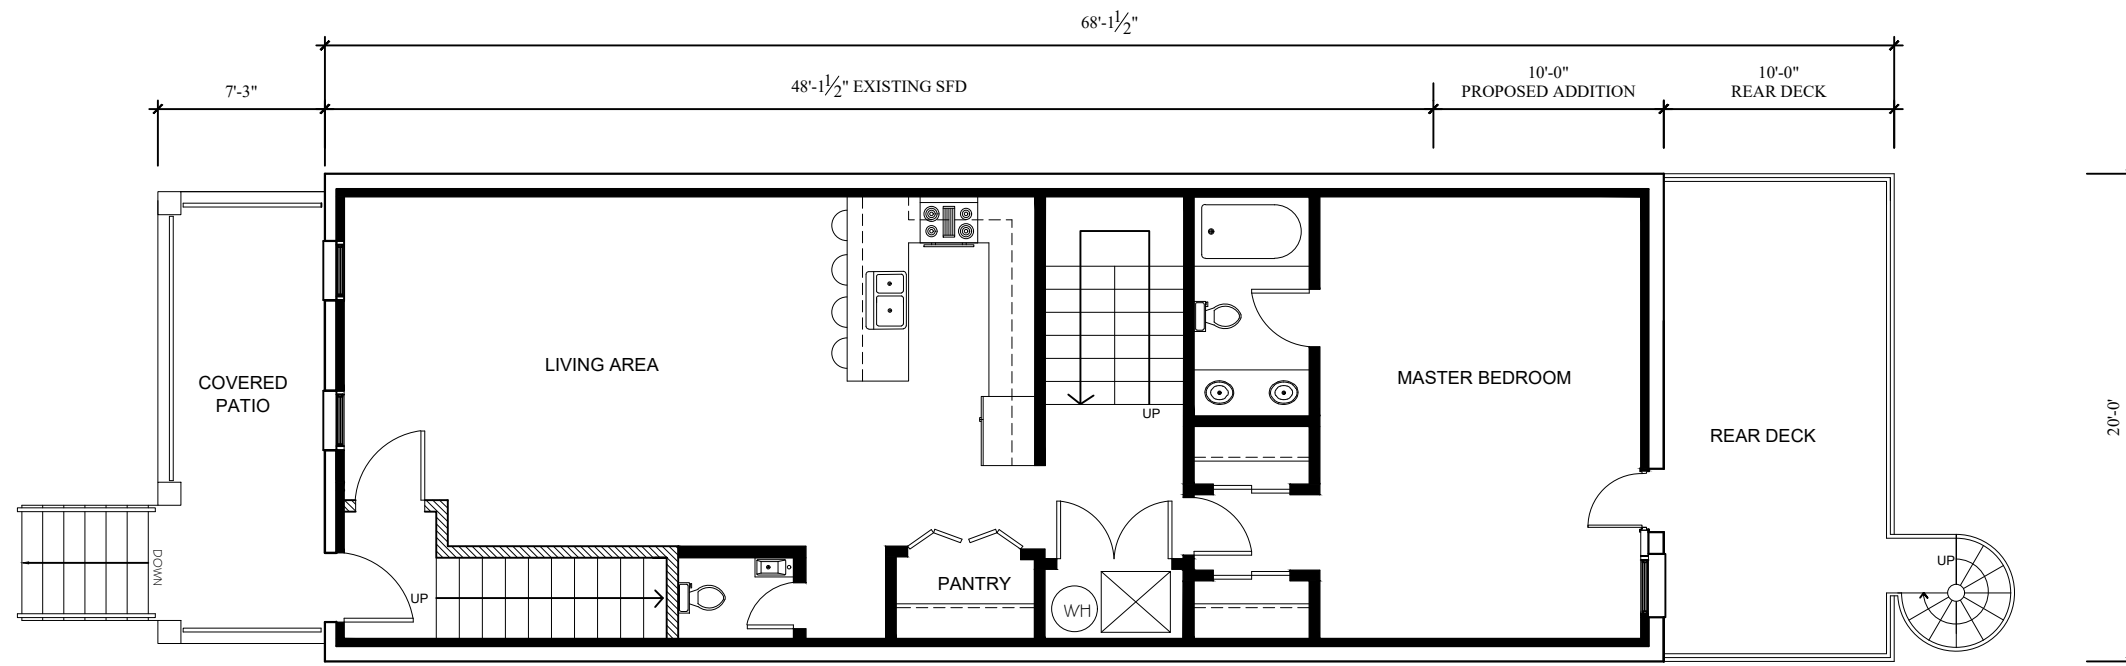 68'-1½"
7'-3"
48'-1½" EXISTING SFD
10'-0"
PROPOSED ADDITION
10'-0"
REAR DECK
LIVING AREA
COVERED
PATIO
MASTER BEDROOM
UP
REAR DECK
20'-0'
DOWN
UP
UP
PANTRY
WH